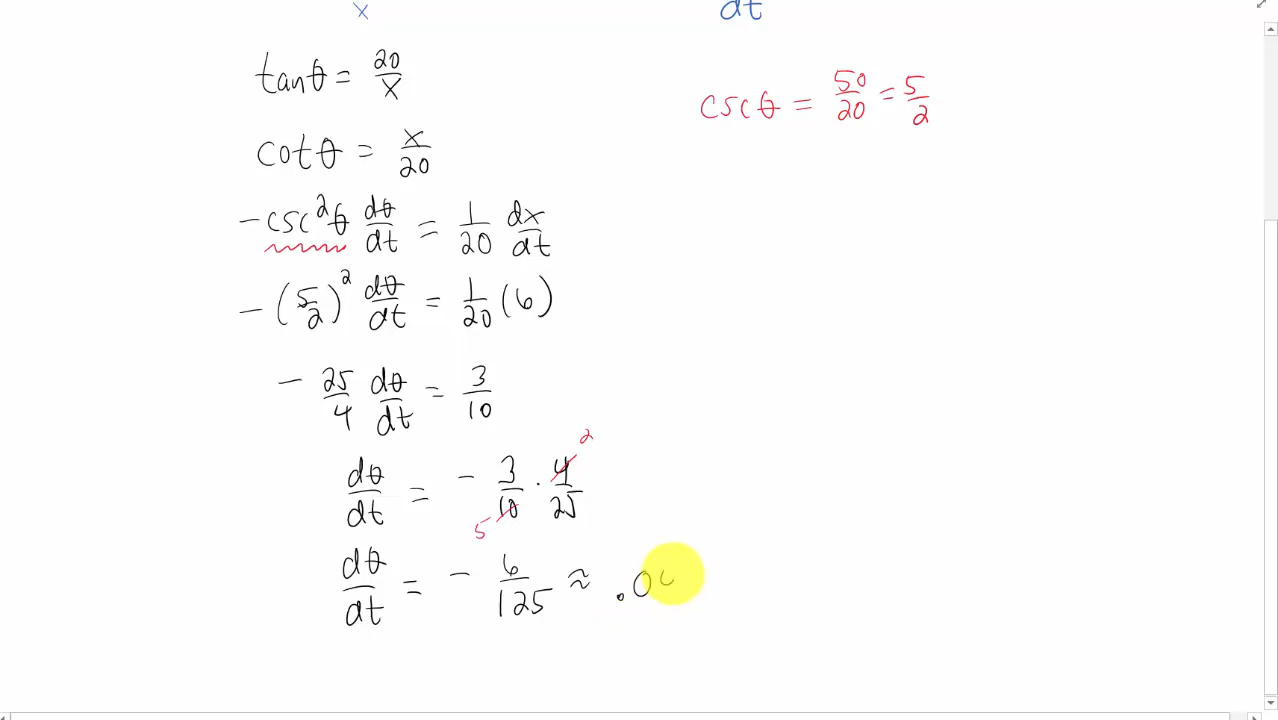 x
dt
tanθ = 20/x
cscθ = 50/20 = 5/2
cotθ = x/20
-csc²θ dθ/dt = 1/20 dx/dt
-(5/2)² dθ/dt = 1/20 (6)
- 25/4 dθ/dt = 3/10
2
dθ/dt = - 3/10 · 4/25
5
dθ/dt = - 6/125 ≈ .0